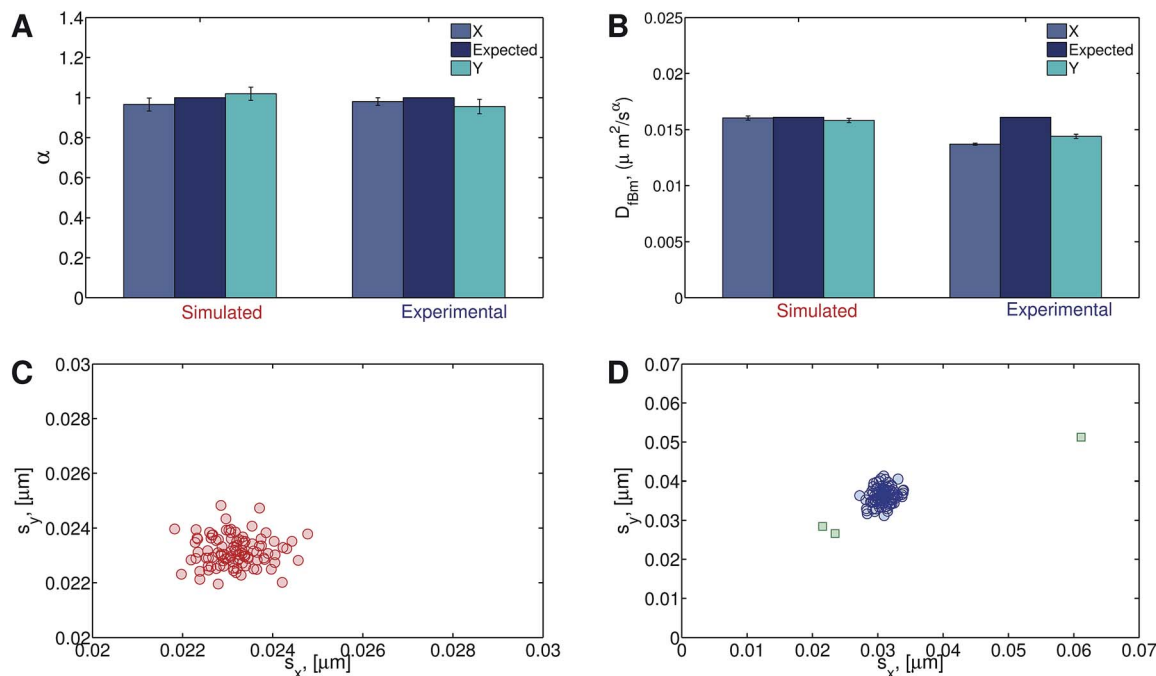 A
1.4
1.2
1
0.8
0.6
0.4
0.2
0
α
X
Expected
Y
Simulated
Experimental
B
0.025
0.02
0.015
0.01
0.005
0
D_fBm, (μ m²/s^α)
X
Expected
Y
Simulated
Experimental
C
0.03
0.028
0.026
0.024
0.022
0.02
s_y, [μm]
0.02 0.022 0.024 0.026 0.028 0.03
s_x, [μm]
D
0.07
0.06
0.05
0.04
0.03
0.02
0.01
0
s_y, [μm]
0 0.01 0.02 0.03 0.04 0.05 0.06 0.07
s_x, [μm]